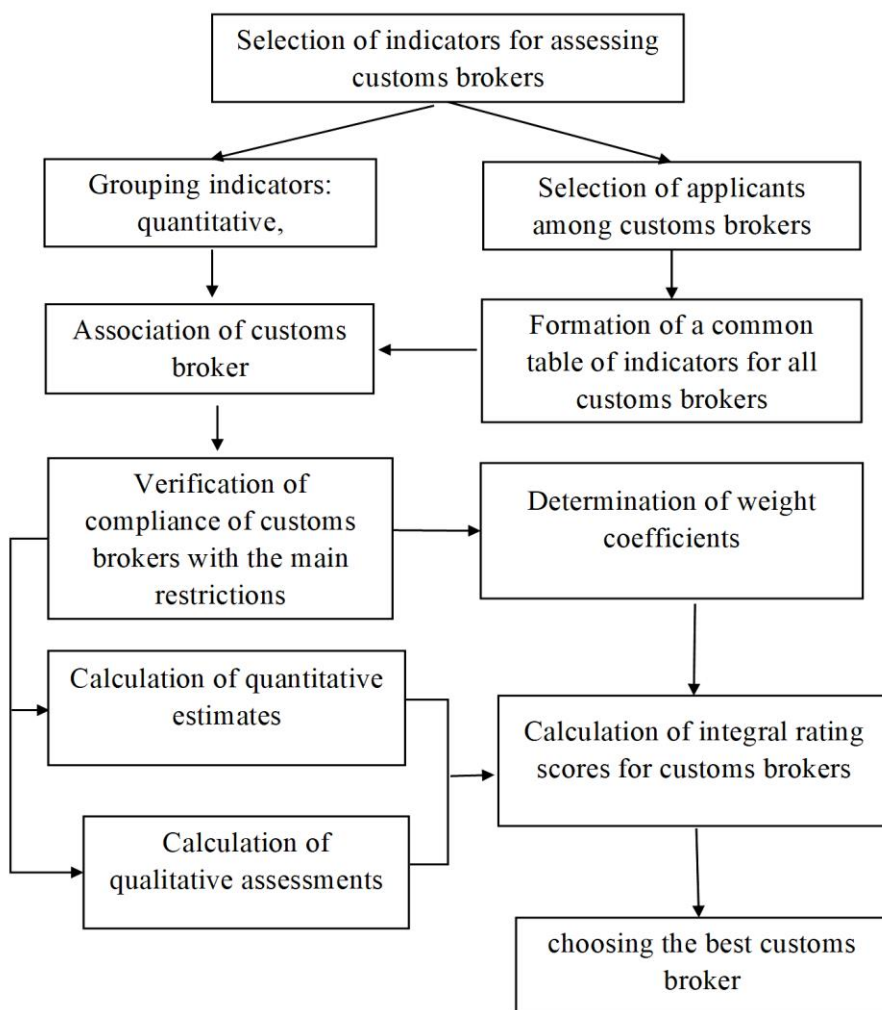 Selection of indicators for assessing
customs brokers
Grouping indicators:
quantitative,
Selection of applicants
among customs brokers
Association of customs
broker
Formation of a common
table of indicators for all
customs brokers
Verification of
compliance of customs
brokers with the main
restrictions
Determination of weight
coefficients
Calculation of quantitative
estimates
Calculation of integral rating
scores for customs brokers
Calculation of
qualitative assessments
choosing the best customs
broker